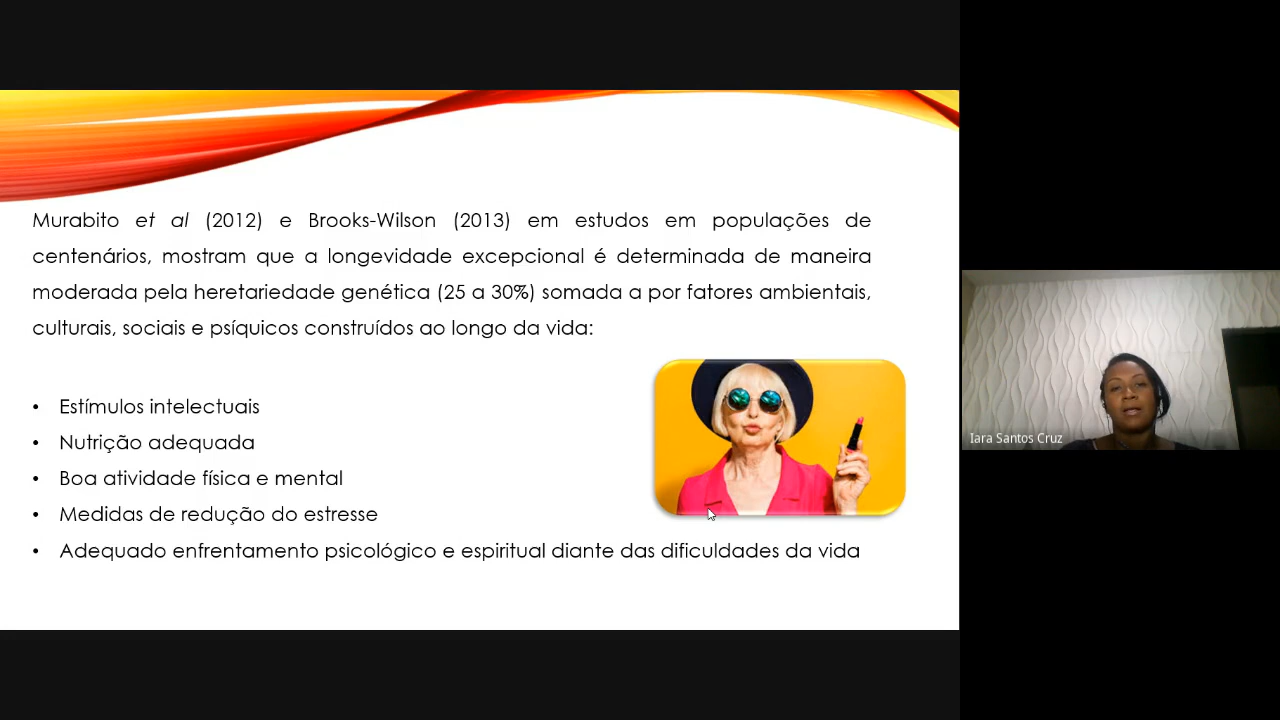 Murabito et al (2012) e Brooks-Wilson (2013) em estudos em populações de
centenários, mostram que a longevidade excepcional é determinada de maneira
moderada pela heretariedade genética (25 a 30%) somada a por fatores ambientais,
culturais, sociais e psíquicos construídos ao longo da vida:
• Estímulos intelectuais
• Nutrição adequada
• Boa atividade física e mental
• Medidas de redução do estresse
• Adequado enfrentamento psicológico e espiritual diante das dificuldades da vida
Iara Santos Cruz